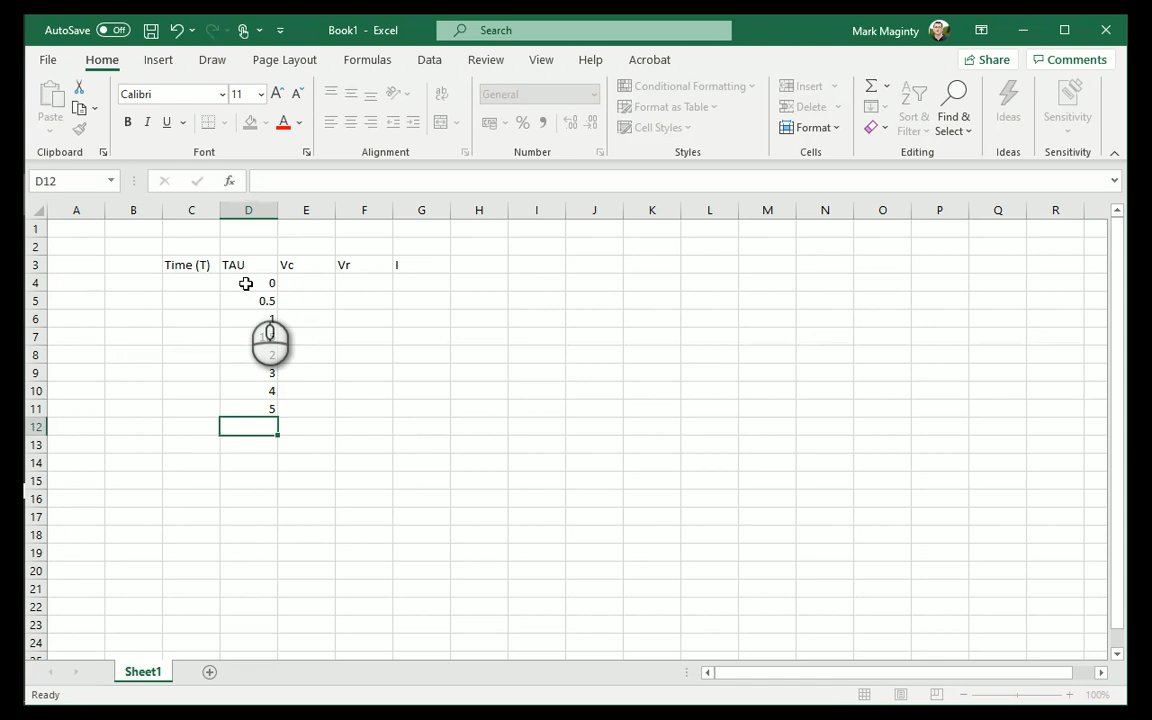 AutoSave Off Book1 - Excel Search Mark Maginty
File Home Insert Draw Page Layout Formulas Data Review View Help Acrobat Share Comments
Paste Calibri 11 General Conditional Formatting Insert Sort & Find & Ideas Sensitivity
Format as Table Delete Filter Select
Cell Styles Format
Clipboard Font Alignment Number Styles Cells Editing Ideas Sensitivity
D12 fx
A B C D E F G H I J K L M N O P Q R
1
2
3 Time (T) TAU Vc Vr I
4 0
5 0.5
6 1
7
8 2
9 3
10 4
11 5
12
13
14
15
16
17
18
19
20
21
22
23
24
Sheet1
Ready 100%